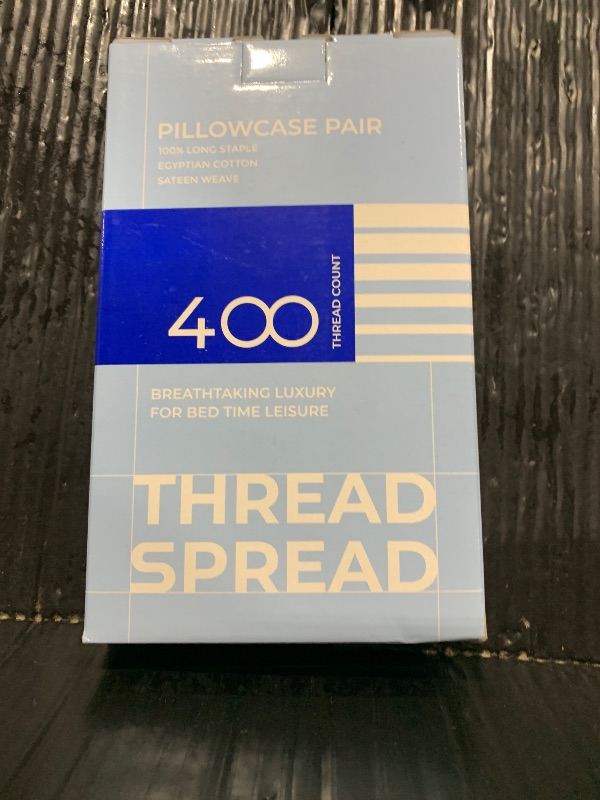 PILLOWCASE PAIR
100% LONG STAPLE
EGYPTIAN COTTON
SATEEN WEAVE
400
THREAD COUNT
BREATHTAKING LUXURY
FOR BED TIME LEISURE
THREAD
SPREAD